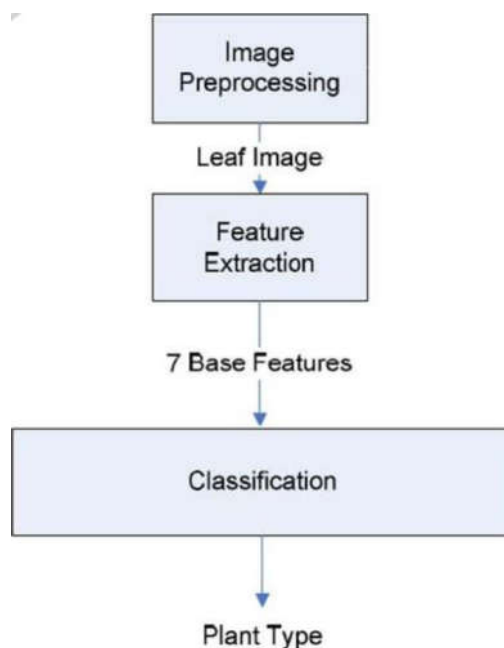 Image
Preprocessing
Leaf Image
Feature
Extraction
7 Base Features
Classification
Plant Type